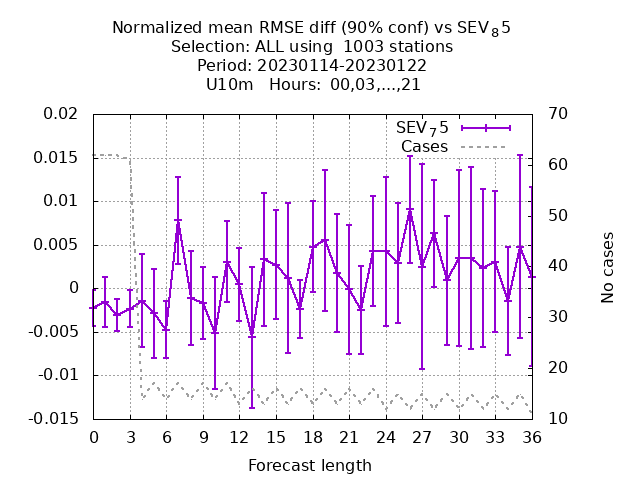 Normalized mean RMSE diff (90% conf) vs SEV₈5
Selection: ALL using  1003 stations
Period: 20230114-20230122
U10m   Hours:  00,03,...,21
SEV₇5
Cases
0.02
0.015
0.01
0.005
0
-0.005
-0.01
-0.015
70
60
50
40
30
20
10
No cases
0 3 6 9 12 15 18 21 24 27 30 33 36
Forecast length